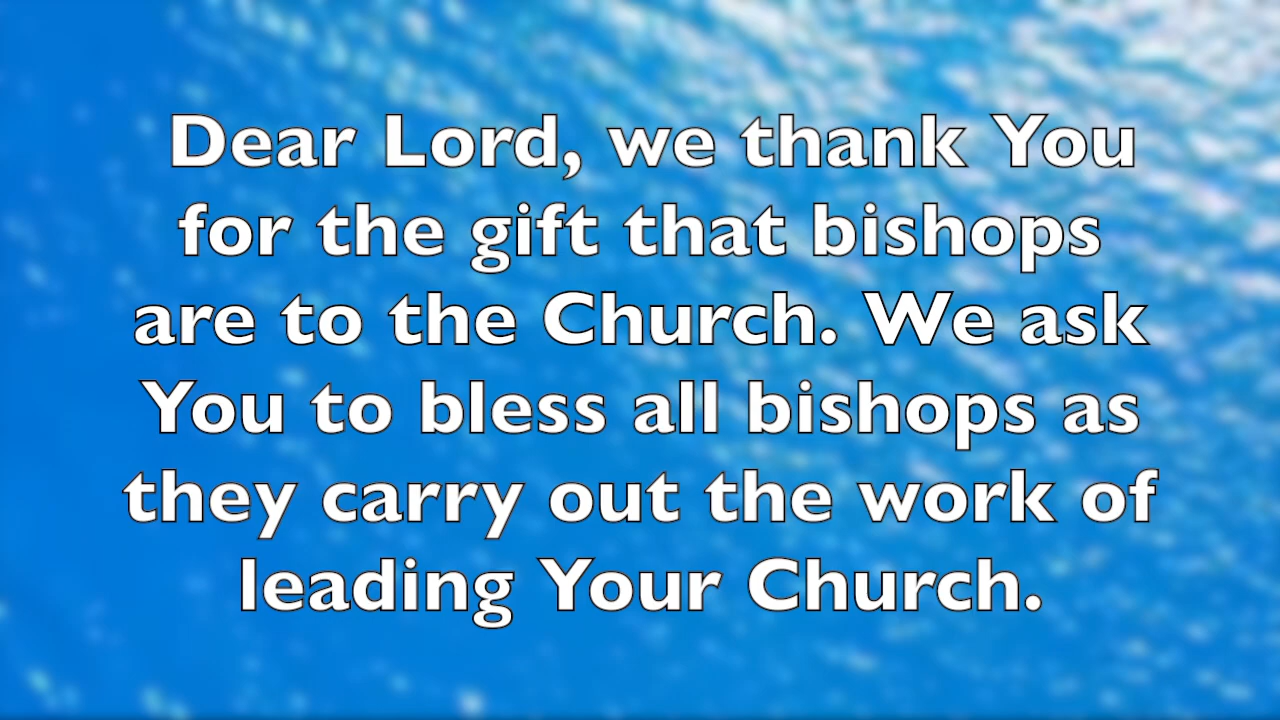 Dear Lord, we thank You
for the gift that bishops
are to the Church. We ask
You to bless all bishops as
they carry out the work of
leading Your Church.